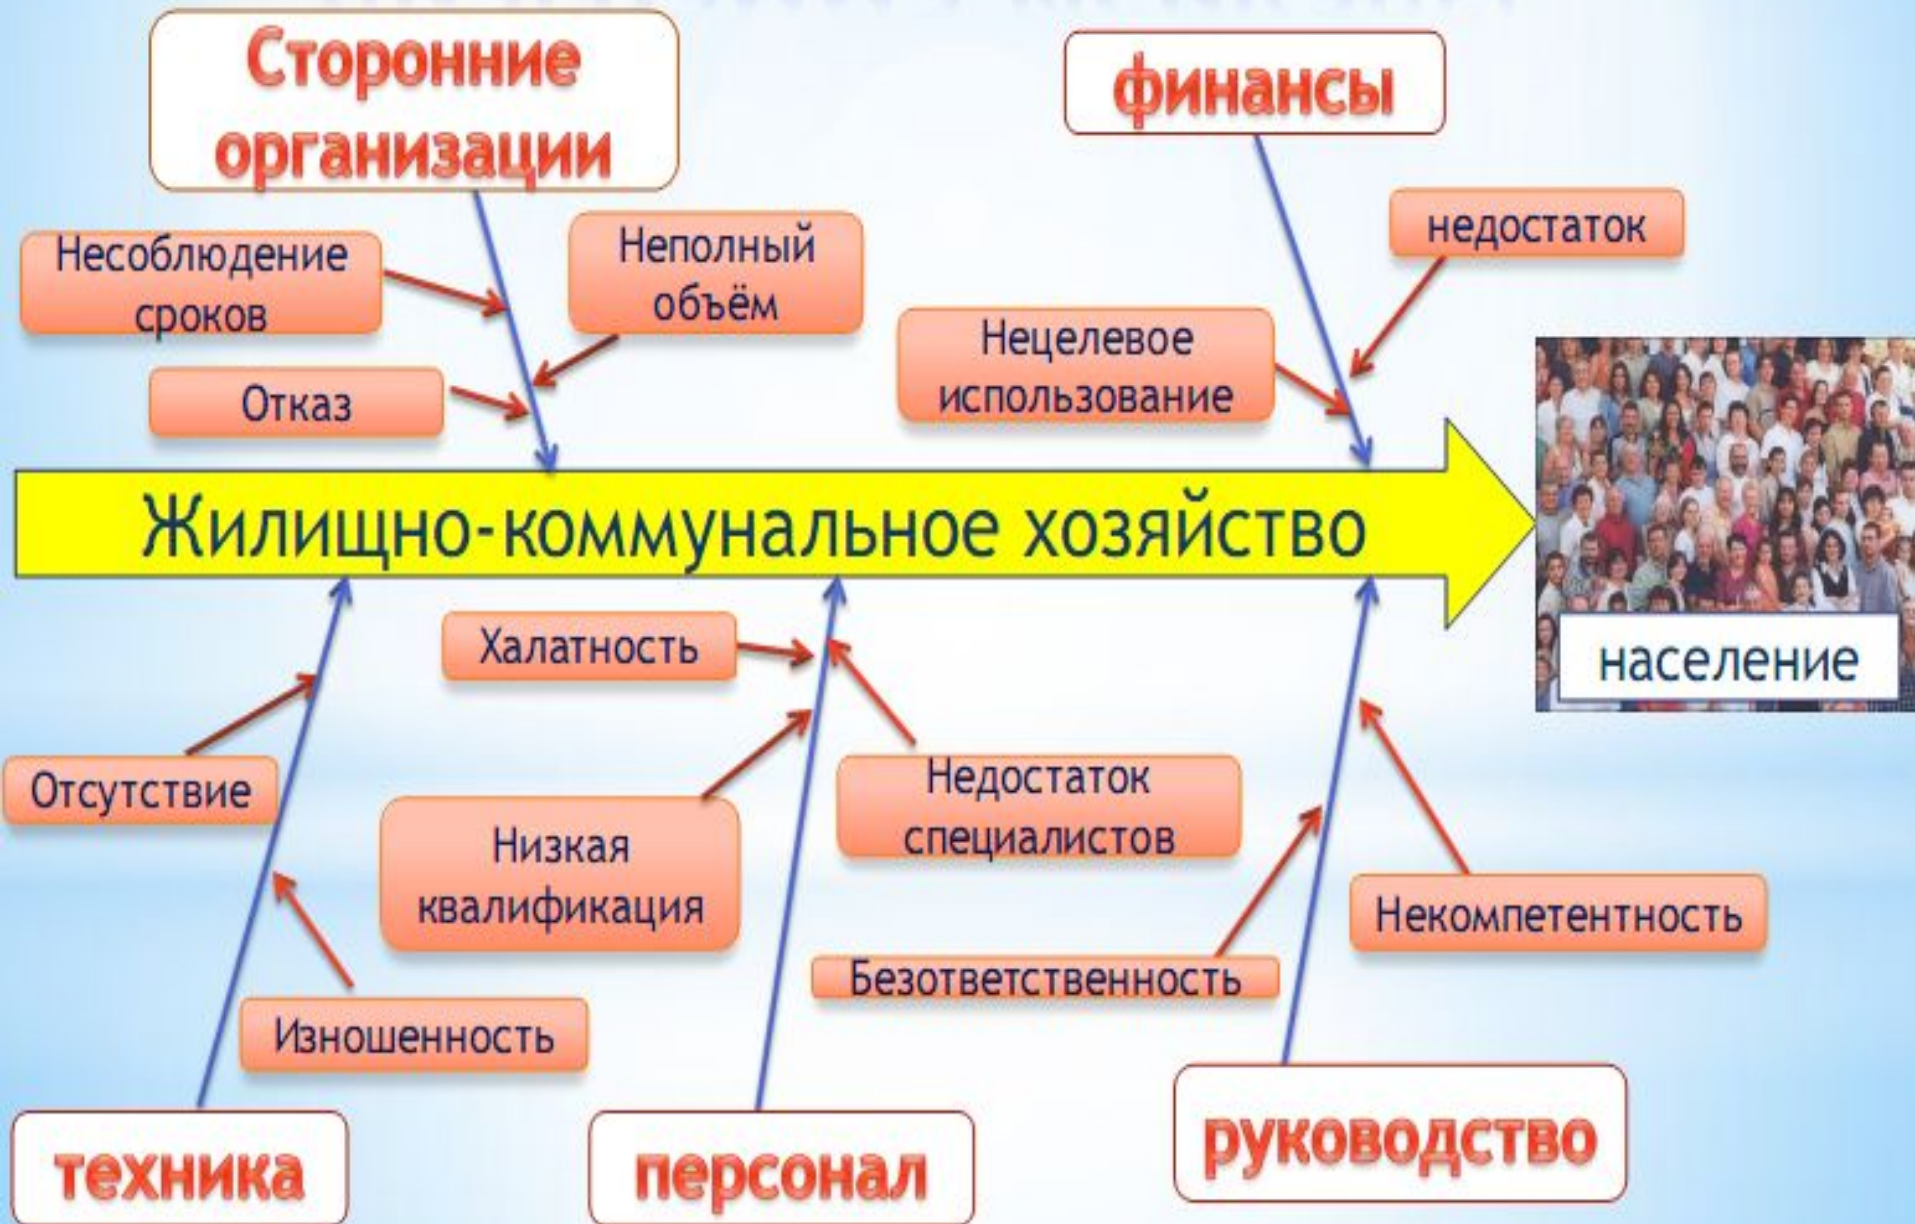 Сторонние
организации
финансы
Несоблюдение
сроков
Неполный
объём
недостаток
Отказ
Нецелевое
использование
Жилищно-коммунальное хозяйство
население
Халатность
Отсутствие
Недостаток
специалистов
Низкая
квалификация
Некомпетентность
Безответственность
Изношенность
техника
персонал
руководство